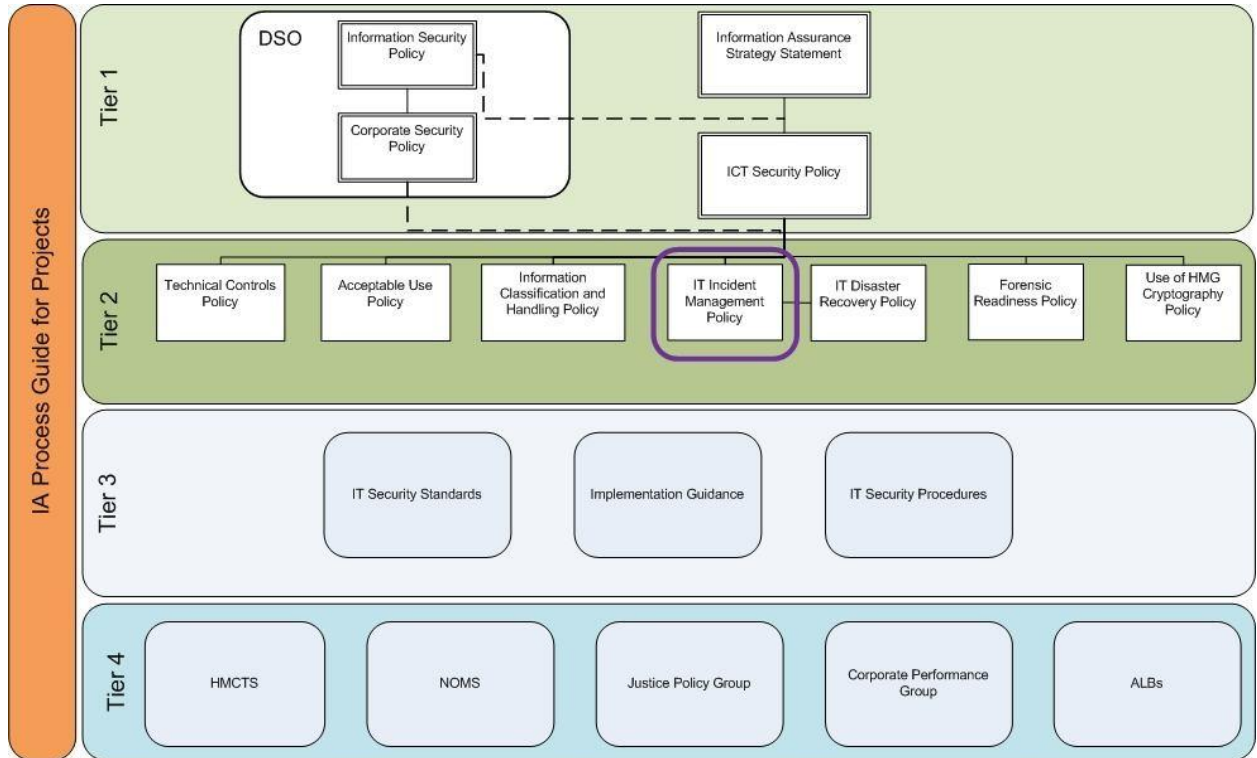 IA Process Guide for Projects
Tier 1
DSO
Information Security
Policy
Corporate Security
Policy
Information Assurance
Strategy Statement
ICT Security Policy
Tier 2
Technical Controls
Policy
Acceptable Use
Policy
Information
Classification and
Handling Policy
IT Incident
Management
Policy
IT Disaster
Recovery Policy
Forensic
Readiness Policy
Use of HMG
Cryptography
Policy
Tier 3
IT Security Standards
Implementation Guidance
IT Security Procedures
Tier 4
HMCTS
NOMS
Justice Policy Group
Corporate Performance
Group
ALBs